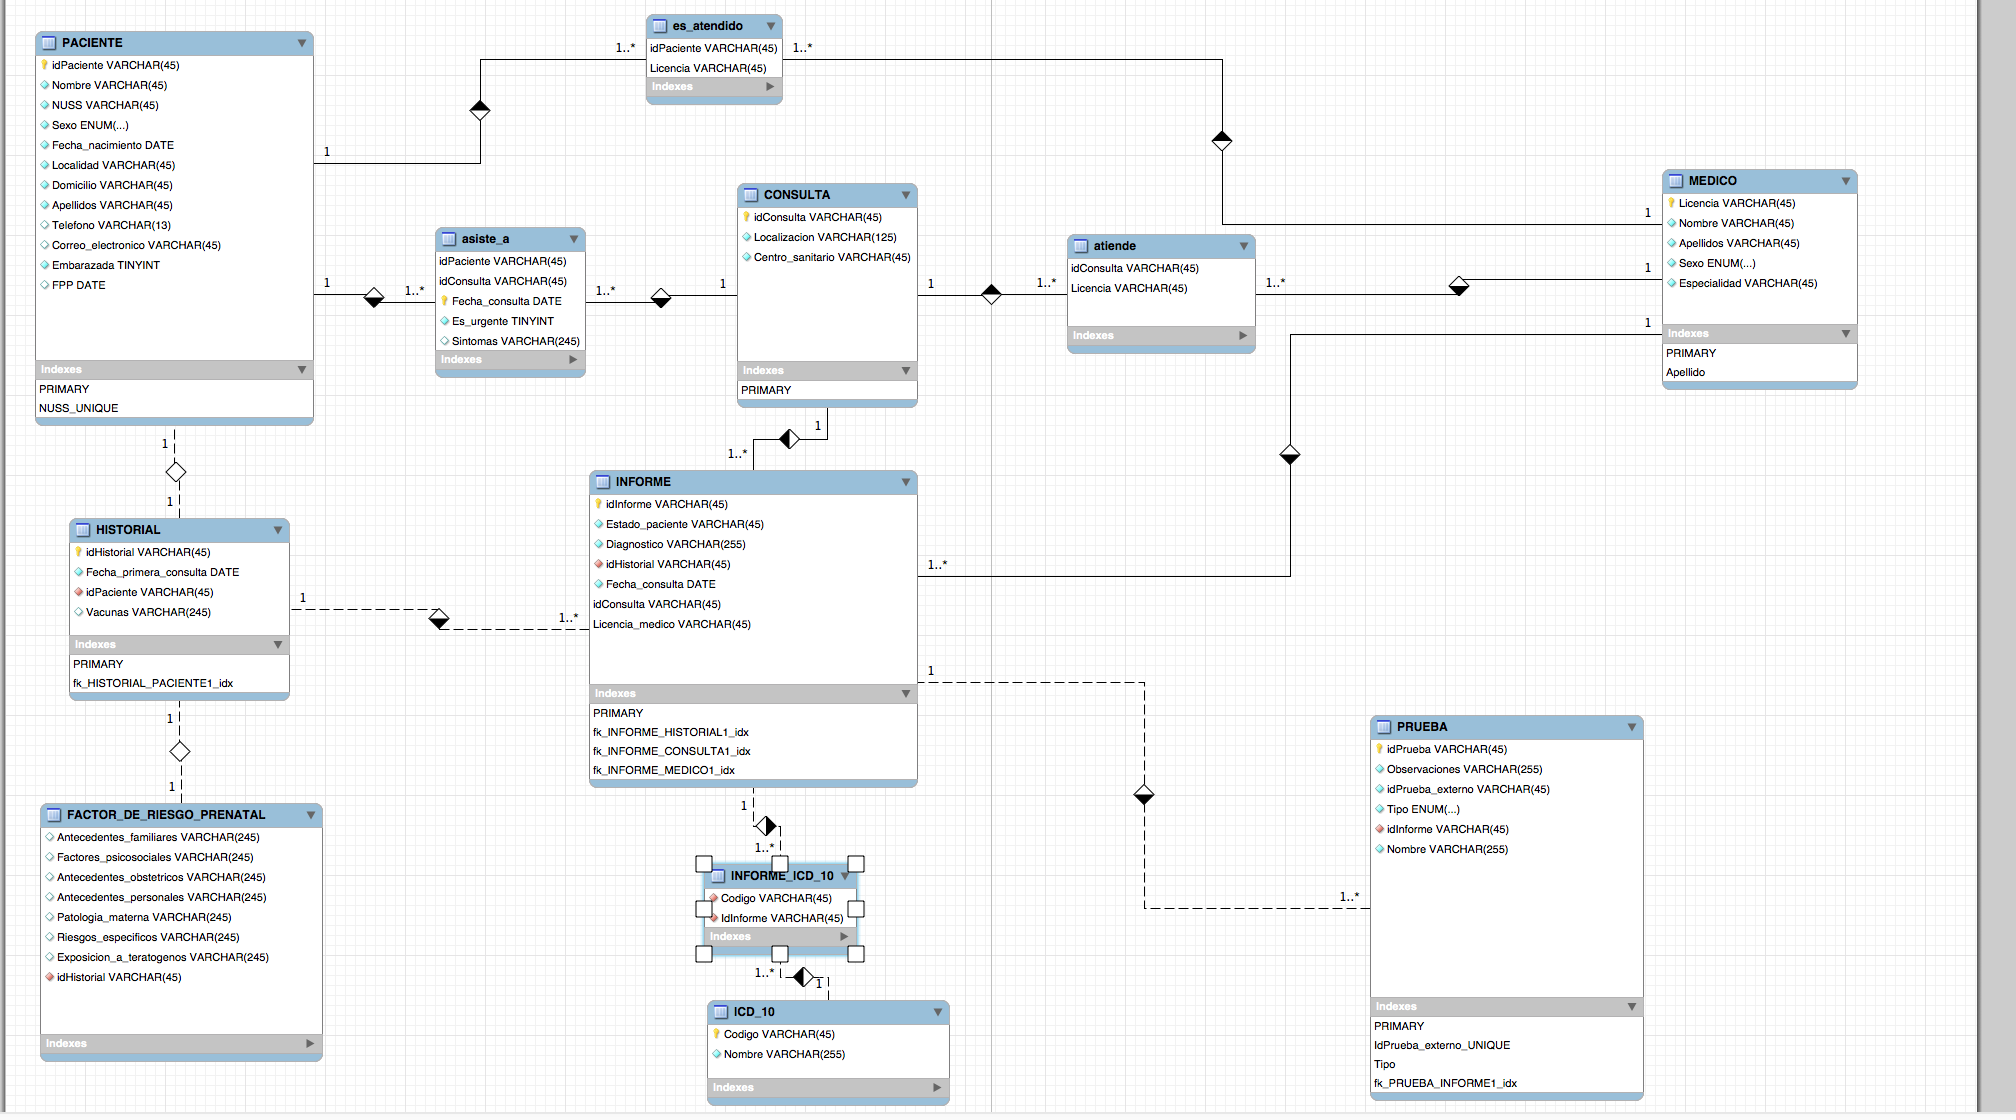 PACIENTE
idPaciente VARCHAR(45)
Nombre VARCHAR(45)
NUSS VARCHAR(45)
Sexo ENUM(...)
Fecha_nacimiento DATE
Localidad VARCHAR(45)
Domicilio VARCHAR(45)
Apellidos VARCHAR(45)
Telefono VARCHAR(13)
Correo_electronico VARCHAR(45)
Embarazada TINYINT
FPP DATE
Indexes
PRIMARY
NUSS_UNIQUE
1
1
1
1
es_atendido
idPaciente VARCHAR(45)
Licencia VARCHAR(45)
Indexes
1..*
1..*
asiste_a
idPaciente VARCHAR(45)
idConsulta VARCHAR(45)
Fecha_consulta DATE
Es_urgente TINYINT
Sintomas VARCHAR(245)
Indexes
1..*
1..*
CONSULTA
idConsulta VARCHAR(45)
Localizacion VARCHAR(125)
Centro_sanitario VARCHAR(45)
Indexes
PRIMARY
1
1
1
1..*
atiende
idConsulta VARCHAR(45)
Licencia VARCHAR(45)
Indexes
1..*
1..*
MEDICO
Licencia VARCHAR(45)
Nombre VARCHAR(45)
Apellidos VARCHAR(45)
Sexo ENUM(...)
Especialidad VARCHAR(45)
Indexes
PRIMARY
Apellido
1
1
1
HISTORIAL
idHistorial VARCHAR(45)
Fecha_primera_consulta DATE
idPaciente VARCHAR(45)
Vacunas VARCHAR(245)
Indexes
PRIMARY
fk_HISTORIAL_PACIENTE1_idx
1
1
1
1..*
INFORME
idInforme VARCHAR(45)
Estado_paciente VARCHAR(45)
Diagnostico VARCHAR(255)
idHistorial VARCHAR(45)
Fecha_consulta DATE
idConsulta VARCHAR(45)
Licencia_medico VARCHAR(45)
Indexes
PRIMARY
fk_INFORME_HISTORIAL1_idx
fk_INFORME_CONSULTA1_idx
fk_INFORME_MEDICO1_idx
1..*
1
1
1..*
FACTOR_DE_RIESGO_PRENATAL
Antecedentes_familiares VARCHAR(245)
Factores_psicosociales VARCHAR(245)
Antecedentes_obstetricos VARCHAR(245)
Antecedentes_personales VARCHAR(245)
Patologia_materna VARCHAR(245)
Riesgos_especificos VARCHAR(245)
Exposicion_a_teratogenos VARCHAR(245)
idHistorial VARCHAR(45)
Indexes
INFORME_ICD_10
Codigo VARCHAR(45)
IdInforme VARCHAR(45)
Indexes
1..*
1
ICD_10
Codigo VARCHAR(45)
Nombre VARCHAR(255)
Indexes
PRUEBA
idPrueba VARCHAR(45)
Observaciones VARCHAR(255)
idPrueba_externo VARCHAR(45)
Tipo ENUM(...)
idInforme VARCHAR(45)
Nombre VARCHAR(255)
1..*
Indexes
PRIMARY
IdPrueba_externo_UNIQUE
Tipo
fk_PRUEBA_INFORME1_idx